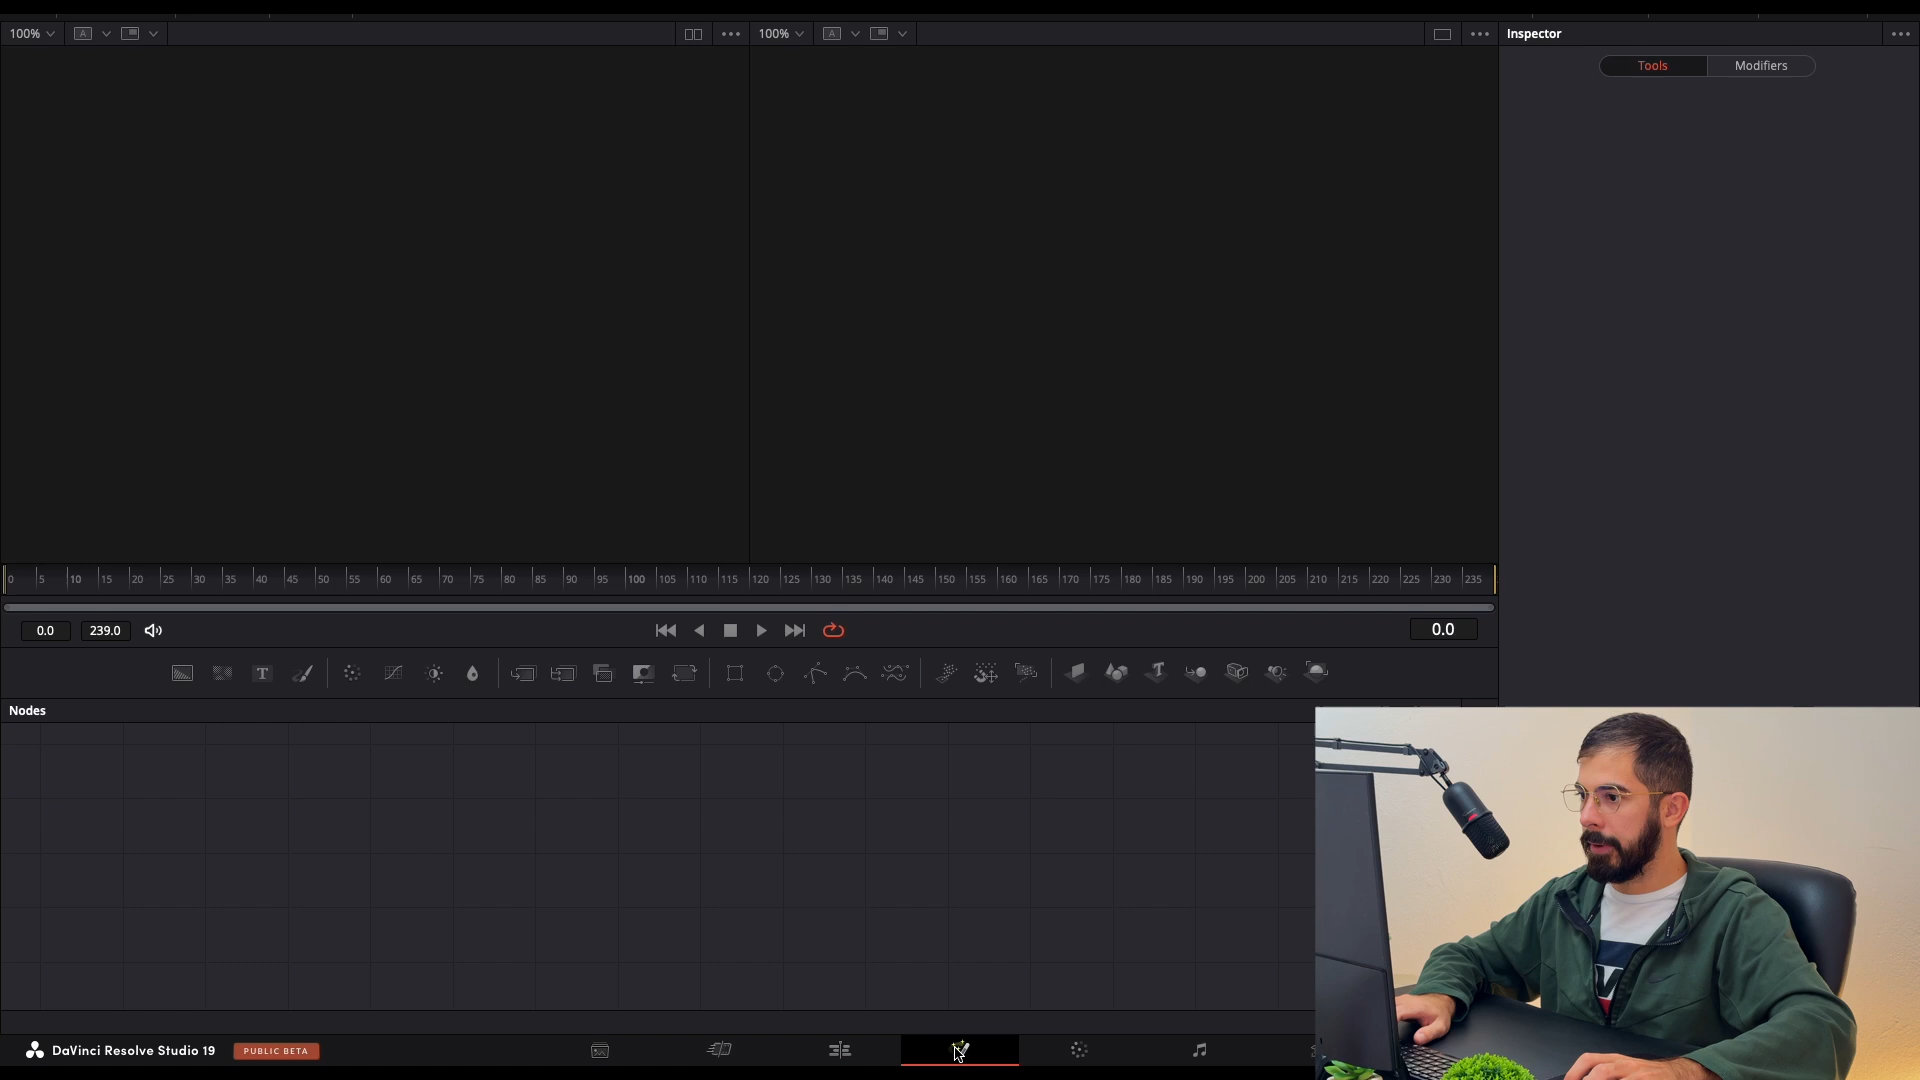 100%
A
100%
A
Inspector
Tools
Modifiers
0 5 10 15 20 25 30 35 40 45 50 55 60 65 70 75 80 85 90 95 100 105 110 115 120 125 130 135 140 145 150 155 160 165 170 175 180 185 190 195 200 205 210 215 220 225 230 235
0.0
239.0
0.0
T
T
Nodes
DaVinci Resolve Studio 19
PUBLIC BETA